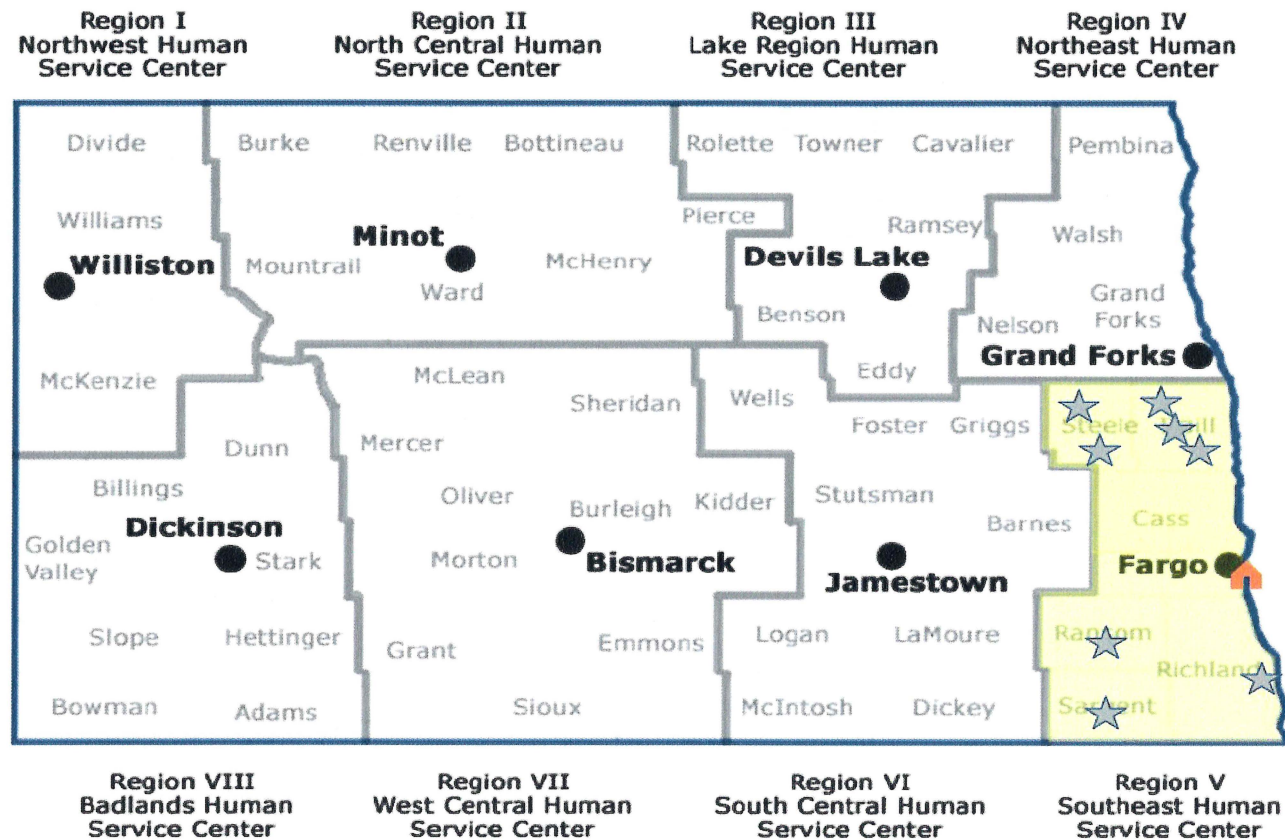 Region I
Northwest Human
Service Center
Region II
North Central Human
Service Center
Region III
Lake Region Human
Service Center
Region IV
Northeast Human
Service Center
Divide
Burke
Renville
Bottineau
Rolette
Towner
Cavalier
Pembina
Williams
Pierce
Ramsey
Walsh
Minot
Williston
Mountrail
McHenry
Devils Lake
Ward
Benson
Nelson
Grand
Forks
Grand Forks
McKenzie
McLean
Eddy
Sheridan
Wells
Foster
Griggs
Steele
Dunn
Mercer
Billings
Oliver
Burleigh
Kidder
Stutsman
Barnes
Cass
Dickinson
Golden
Valley
Stark
Morton
Bismarck
Jamestown
Fargo
Slope
Hettinger
Grant
Emmons
Logan
LaMoure
Ransom
Richland
Bowman
Adams
Sioux
McIntosh
Dickey
Sargent
Region VIII
Badlands Human
Service Center
Region VII
West Central Human
Service Center
Region VI
South Central Human
Service Center
Region V
Southeast Human
Service Center